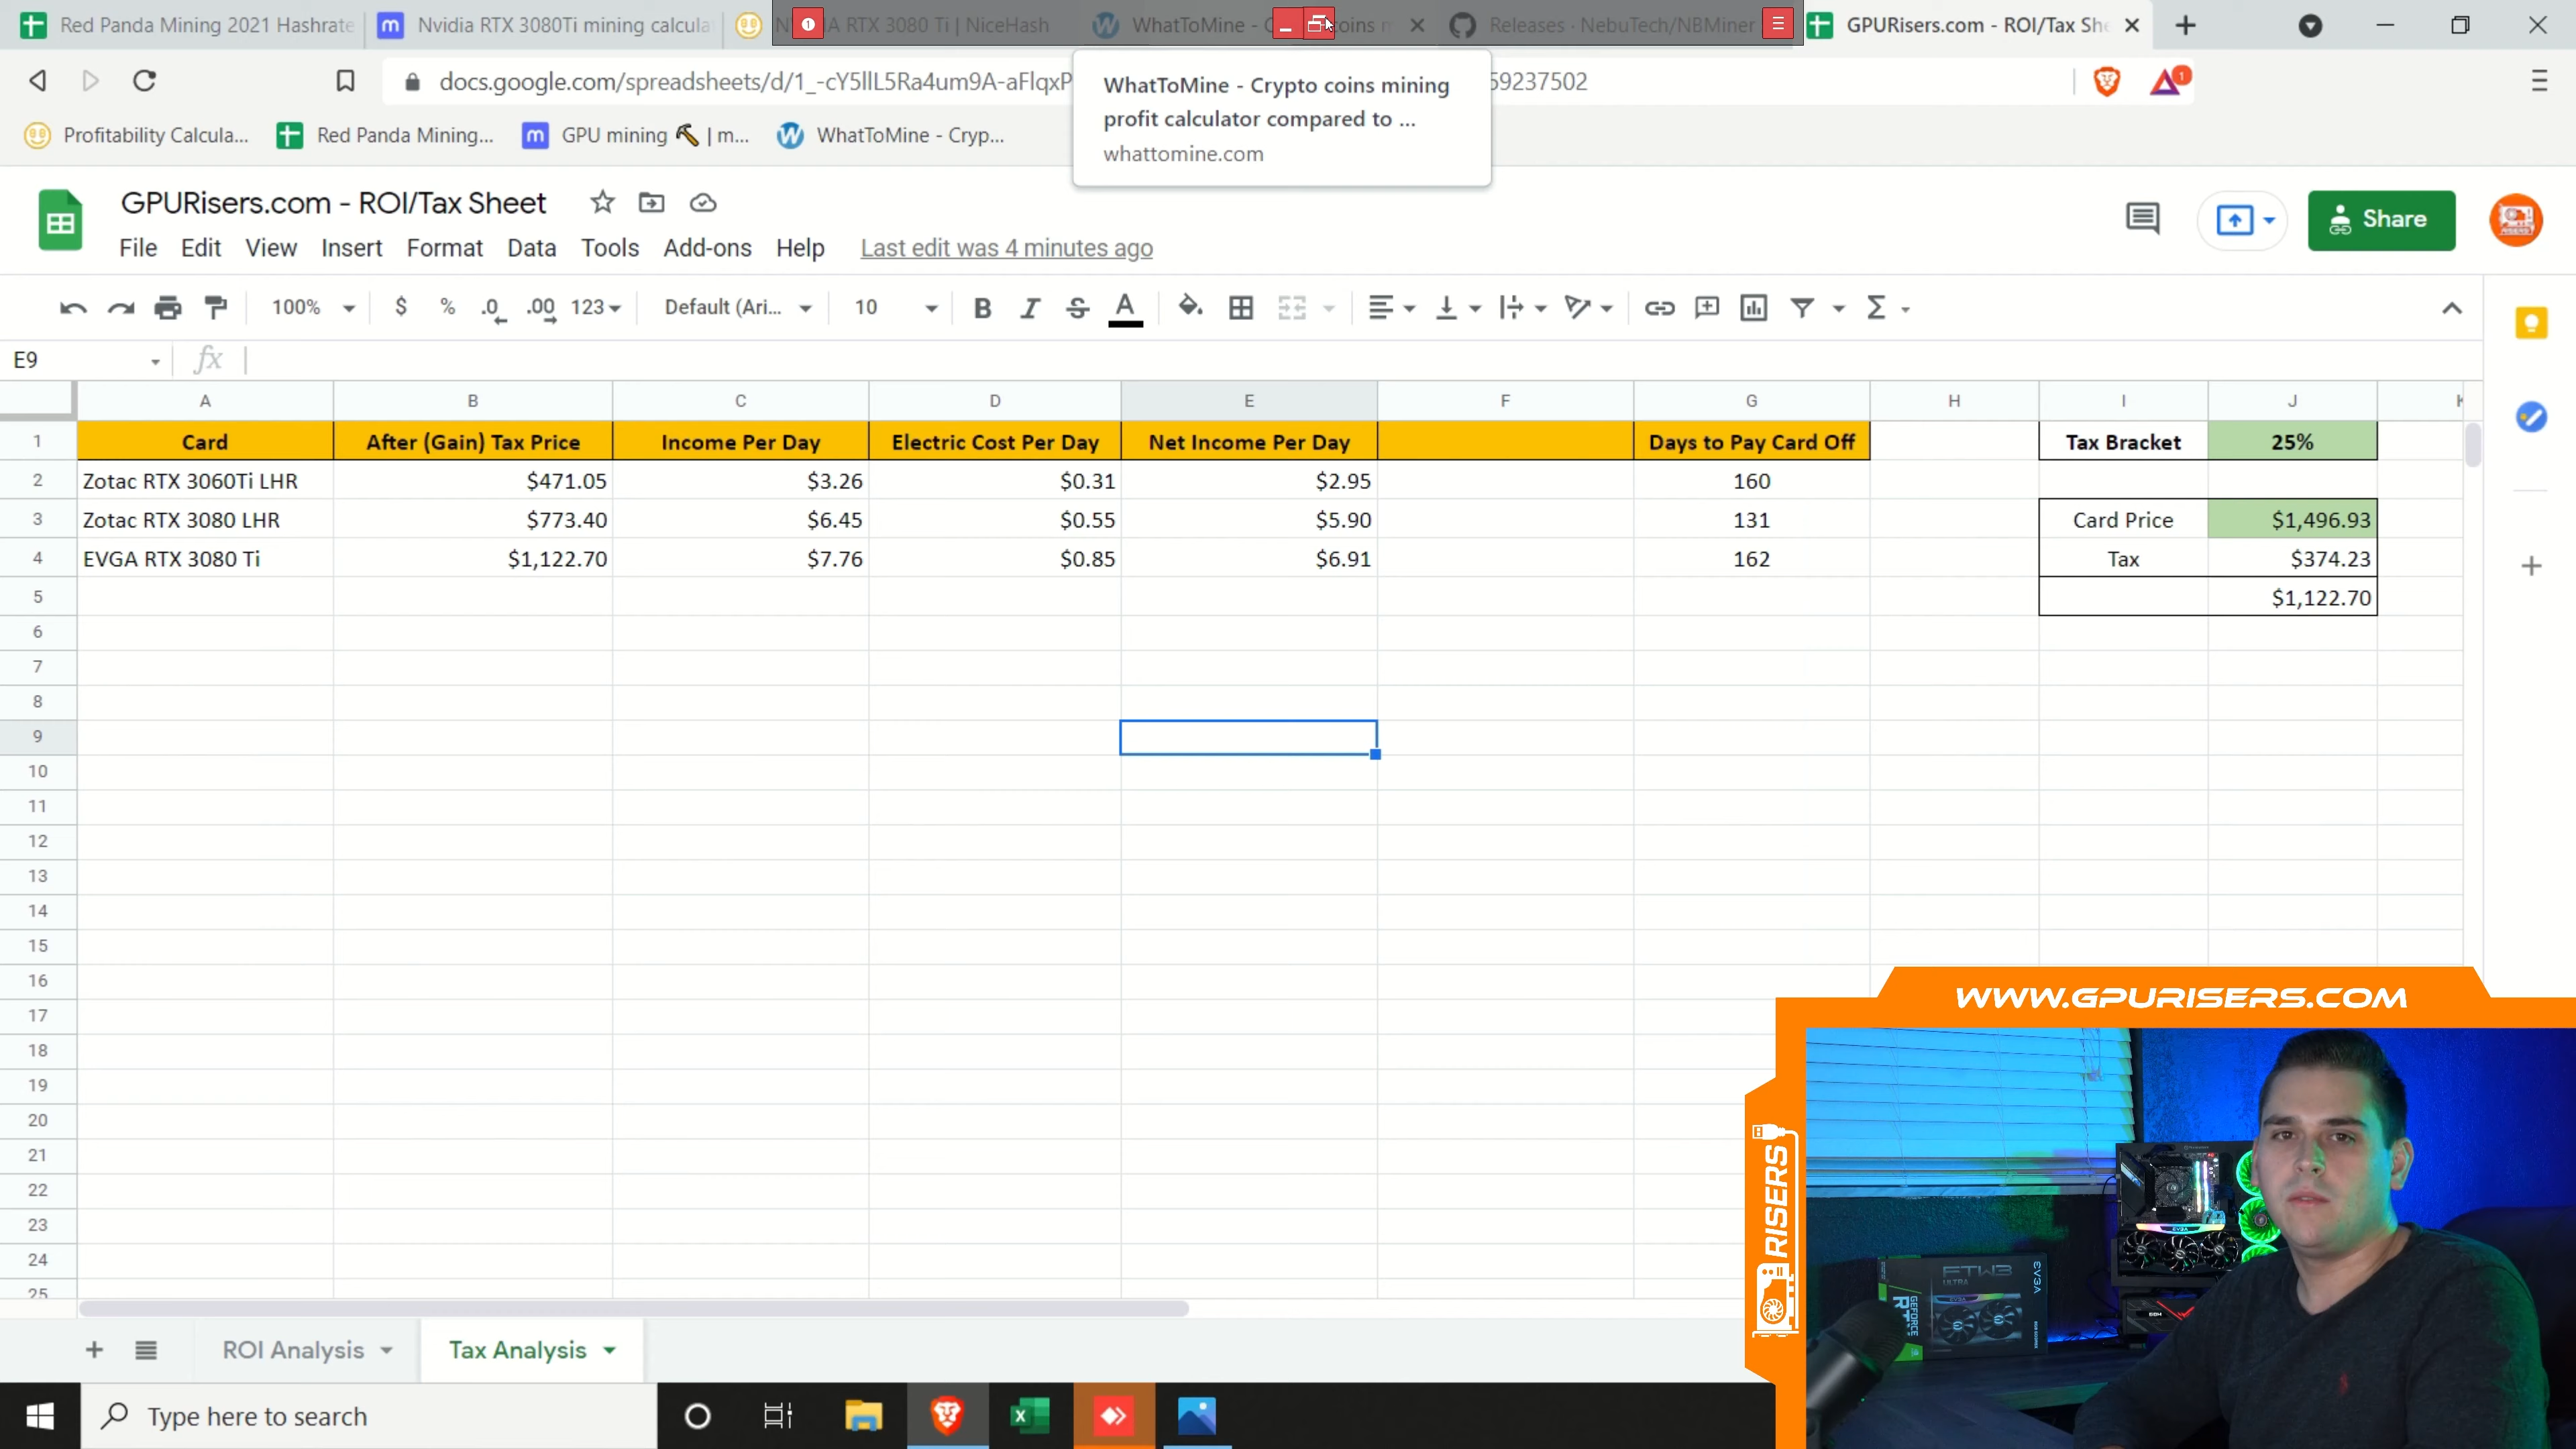 Red Panda Mining 2021 Hashrate
Nvidia RTX 3080Ti mining calcula
RTX 3080 Ti | NiceHash
WhatToMine - C
coins
Releases · NebuTech/NBMiner
GPURisers.com - ROI/Tax She
docs.google.com/spreadsheets/d/1_-cY5llL5Ra4um9A-aFlqxP
59237502
1
WhatToMine - Crypto coins mining
profit calculator compared to ...
whattomine.com
Profitability Calcula...
Red Panda Mining...
GPU mining | m...
WhatToMine - Cryp...
GPURisers.com - ROI/Tax Sheet
File Edit View Insert Format Data Tools Add-ons Help Last edit was 4 minutes ago
Share
100% $ % .0 .00 123 Default (Ari... 10 B I S A Σ
E9 fx
A B C D E F G H I J K
1 Card After (Gain) Tax Price Income Per Day Electric Cost Per Day Net Income Per Day Days to Pay Card Off Tax Bracket 25%
2 Zotac RTX 3060Ti LHR $471.05 $3.26 $0.31 $2.95 160
3 Zotac RTX 3080 LHR $773.40 $6.45 $0.55 $5.90 131 Card Price $1,496.93
4 EVGA RTX 3080 Ti $1,122.70 $7.76 $0.85 $6.91 162 Tax $374.23
5 $1,122.70
6
7
8
9
10
11
12
13
14
15
16
17
18
19
20
21
22
23
24
25
WWW.GPURISERS.COM
RISERS
FTW3
ULTRA
EVGA
GEFORCE
EVGA
ROI Analysis
Tax Analysis
Type here to search